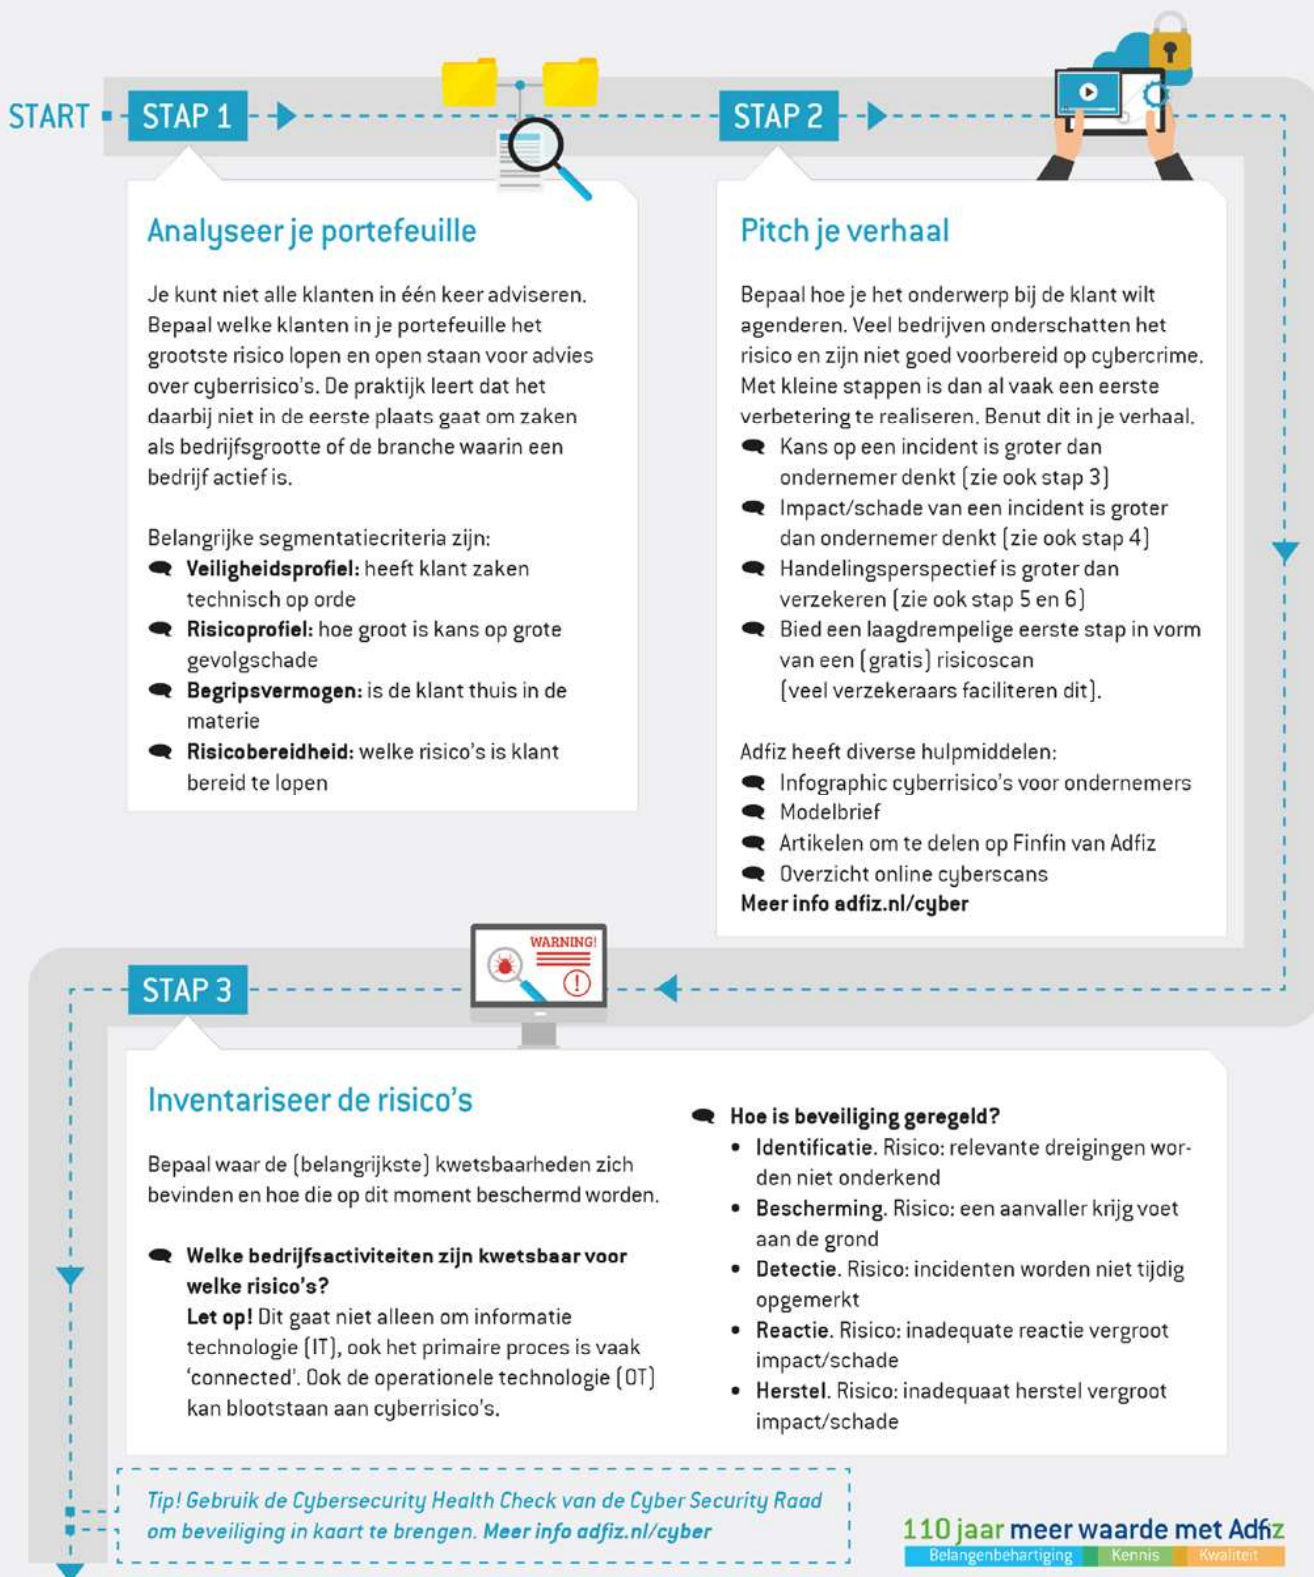 START
STAP 1
STAP 2
Analyseer je portefeuille
Je kunt niet alle klanten in één keer adviseren.
Bepaal welke klanten in je portefeuille het
grootste risico lopen en open staan voor advies
over cyberrisico's. De praktijk leert dat het
daarbij niet in de eerste plaats gaat om zaken
als bedrijfsgrootte of de branche waarin een
bedrijf actief is.
Belangrijke segmentatiecriteria zijn:
Veiligheidsprofiel: heeft klant zaken
technisch op orde
Risicoprofiel: hoe groot is kans op grote
gevolgschade
Begripsvermogen: is de klant thuis in de
materie
Risicobereidheid: welke risico's is klant
bereid te lopen
Pitch je verhaal
Bepaal hoe je het onderwerp bij de klant wilt
agenderen. Veel bedrijven onderschatten het
risico en zijn niet goed voorbereid op cybercrime.
Met kleine stappen is dan al vaak een eerste
verbetering te realiseren. Benut dit in je verhaal.
Kans op een incident is groter dan
ondernemer denkt (zie ook stap 3)
Impact/schade van een incident is groter
dan ondernemer denkt (zie ook stap 4)
Handelingsperspectief is groter dan
verzekeren (zie ook stap 5 en 6)
Bied een laagdrempelige eerste stap in vorm
van een (gratis) risicoscan
(veel verzekeraars faciliteren dit).
Adfiz heeft diverse hulpmiddelen:
Infographic cyberrisico's voor ondernemers
Modelbrief
Artikelen om te delen op Finfin van Adfiz
Overzicht online cyberscans
Meer info adfiz.nl/cyber
STAP 3
WARNING!
Inventariseer de risico's
Bepaal waar de (belangrijkste) kwetsbaarheden zich
bevinden en hoe die op dit moment beschermd worden.
Welke bedrijfsactiviteiten zijn kwetsbaar voor
welke risico's?
Let op! Dit gaat niet alleen om informatie
technologie (IT), ook het primaire proces is vaak
'connected'. Ook de operationele technologie (OT)
kan blootstaan aan cyberrisico's.
Hoe is beveiliging geregeld?
• Identificatie. Risico: relevante dreigingen wor-
den niet onderkend
• Bescherming. Risico: een aanvaller krijg voet
aan de grond
• Detectie. Risico: incidenten worden niet tijdig
opgemerkt
• Reactie. Risico: inadequate reactie vergroot
impact/schade
• Herstel. Risico: inadequaat herstel vergroot
impact/schade
Tip! Gebruik de Cybersecurity Health Check van de Cyber Security Raad
om beveiliging in kaart te brengen. Meer info adfiz.nl/cyber
110 jaar meer waarde met Adfiz
Belangenbehartiging Kennis Kwaliteit